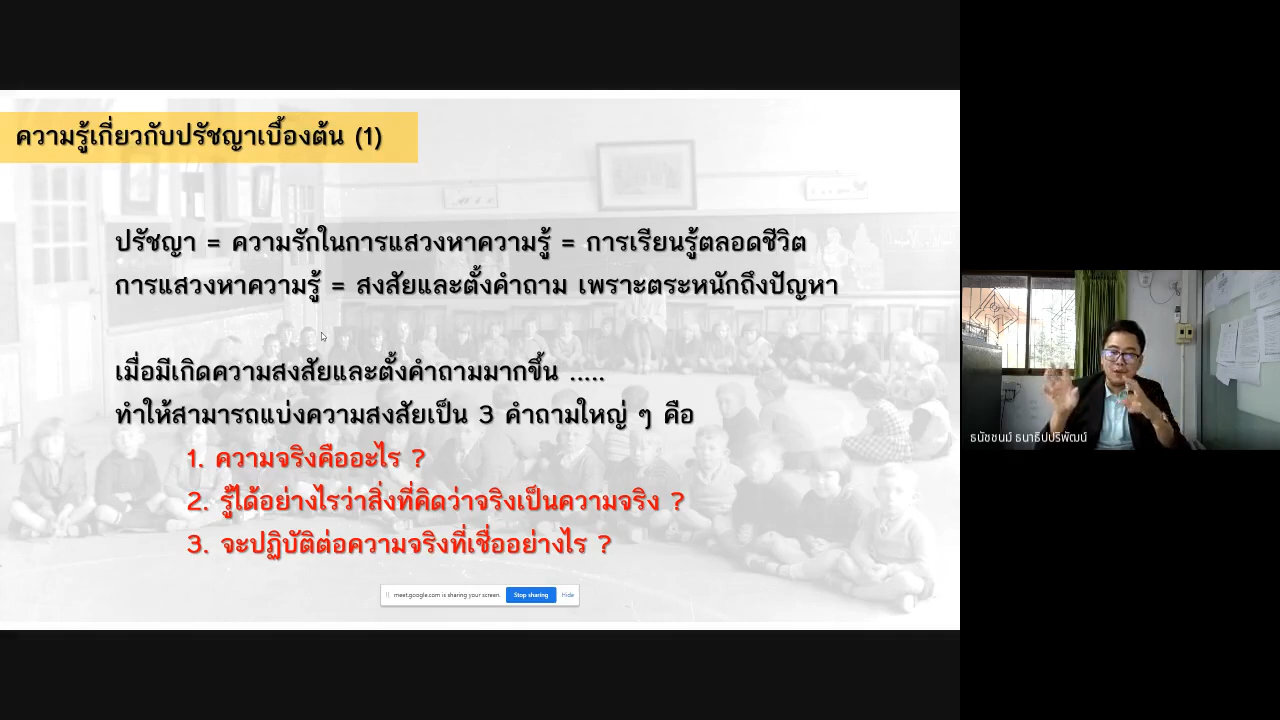 ความรู้เกี่ยวกับปรัชญาเบื้องต้น (1)
ปรัชญา = ความรักในการแสวงหาความรู้ = การเรียนรู้ตลอดชีวิต
การแสวงหาความรู้ = สงสัยและตั้งคำถาม เพราะตระหนักถึงปัญหา
เมื่อมีเกิดความสงสัยและตั้งคำถามมากขึ้น .....
ทำให้สามารถแบ่งความสงสัยเป็น 3 คำถามใหญ่ ๆ คือ
1. ความจริงคืออะไร ?
2. รู้ได้อย่างไรว่าสิ่งที่คิดว่าจริงเป็นความจริง ?
3. จะปฏิบัติต่อความจริงที่เชื่ออย่างไร ?
meet.google.com is sharing your screen. Stop sharing Hide
ธนัชชนม์ ธนาธิปปริพัฒน์